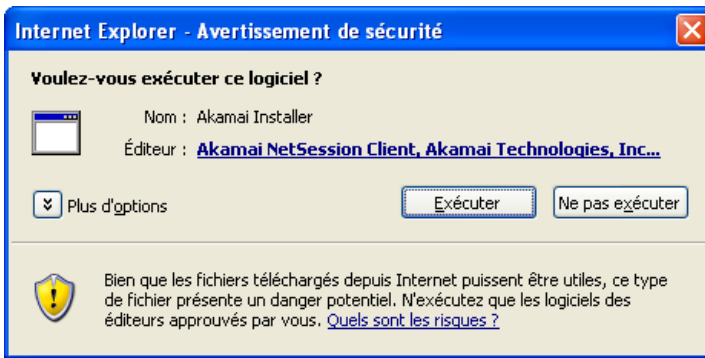 Internet Explorer - Avertissement de sécurité
Voulez-vous exécuter ce logiciel ?
Nom : Akamai Installer
Éditeur : Akamai NetSession Client, Akamai Technologies, Inc...
Plus d'options
Exécuter
Ne pas exécuter
Bien que les fichiers téléchargés depuis Internet puissent être utiles, ce type
de fichier présente un danger potentiel. N'exécutez que les logiciels des
éditeurs approuvés par vous. Quels sont les risques ?